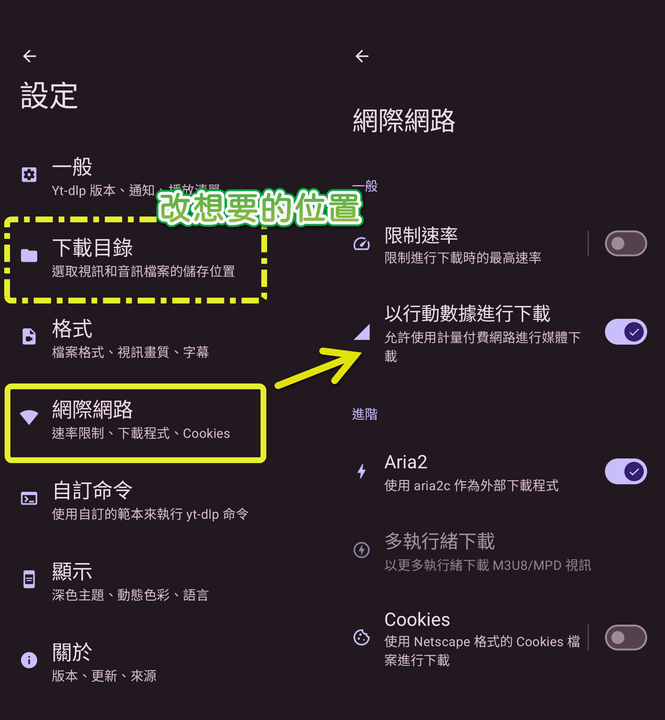 設定
一般
Yt-dlp 版本、通知、播放清單
改想要的位置
下載目錄
選取視訊和音訊檔案的儲存位置
格式
檔案格式、視訊畫質、字幕
網際網路
速率限制、下載程式、Cookies
自訂命令
使用自訂的範本來執行 yt-dlp 命令
顯示
深色主題、動態色彩、語言
關於
版本、更新、來源
網際網路
一般
限制速率
限制進行下載時的最高速率
以行動數據進行下載
允許使用計量付費網路進行媒體下
載
進階
Aria2
使用 aria2c 作為外部下載程式
多執行緒下載
以更多執行緒下載 M3U8/MPD 視訊
Cookies
使用 Netscape 格式的 Cookies 檔
案進行下載